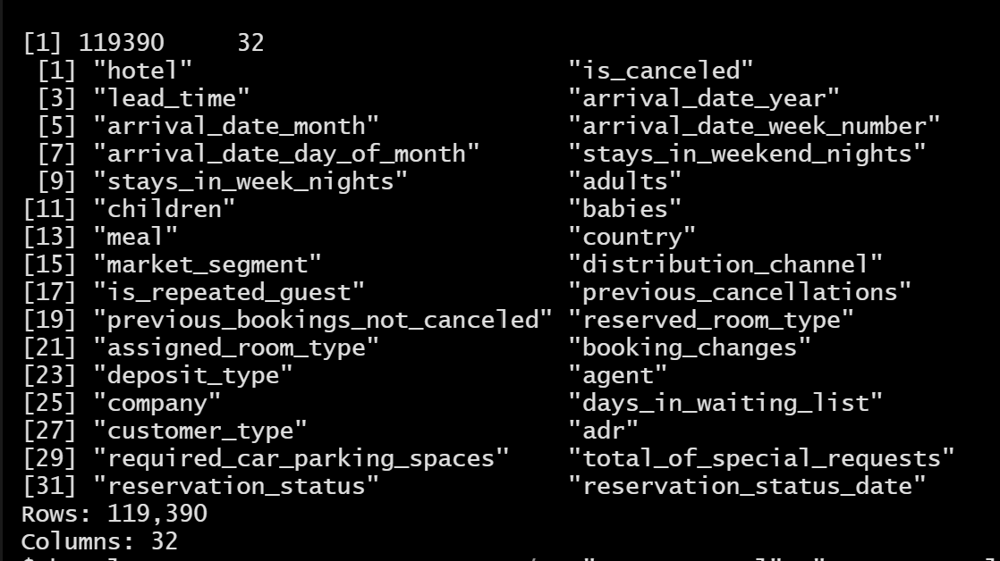 [1] 119390     32
 [1] "hotel"                          "is_canceled"
 [3] "lead_time"                      "arrival_date_year"
 [5] "arrival_date_month"             "arrival_date_week_number"
 [7] "arrival_date_day_of_month"      "stays_in_weekend_nights"
 [9] "stays_in_week_nights"           "adults"
[11] "children"                       "babies"
[13] "meal"                           "country"
[15] "market_segment"                 "distribution_channel"
[17] "is_repeated_guest"              "previous_cancellations"
[19] "previous_bookings_not_canceled" "reserved_room_type"
[21] "assigned_room_type"             "booking_changes"
[23] "deposit_type"                   "agent"
[25] "company"                        "days_in_waiting_list"
[27] "customer_type"                  "adr"
[29] "required_car_parking_spaces"    "total_of_special_requests"
[31] "reservation_status"             "reservation_status_date"
Rows: 119,390
Columns: 32